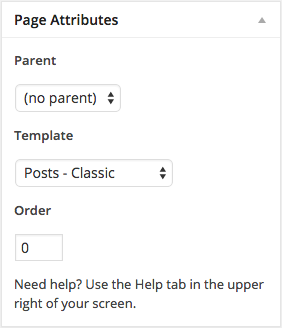 Page Attributes
Parent
(no parent)
Template
Posts - Classic
Order
0
Need help? Use the Help tab in the upper
right of your screen.